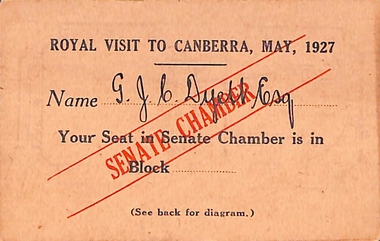 ROYAL VISIT TO CANBERRA, MAY, 1927
Name G. J. C. Dyett Esq
Your Seat in Senate Chamber is in
SENATE CHAMBER
Block
(See back for diagram.)